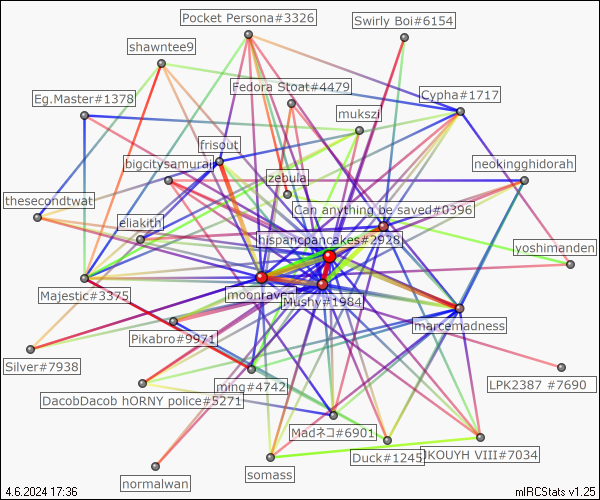 Pocket Persona#3326
Swirly Boi#6154
shawntee9
Fedora Stoat#4479
Cypha#1717
Eg.Master#1378
mukszi
frisout
bigcitysamurai
zebula
neokingghidorah
thesecondtwat
Can anything be saved#0396
eliakith
hispancpancakes#2928
yoshimanden
Majestic#3375
moonraven
Mushy#1984
marcemadness
Pikabro#9971
Silver#7938
ming#4742
LPK2387 #7690
DacobDacob hORNY police#5271
Madネコ#6901
Duck#1245
JKOUYH VIII#7034
somass
normalwan
4.6.2024 17:36
mIRCStats v1.25